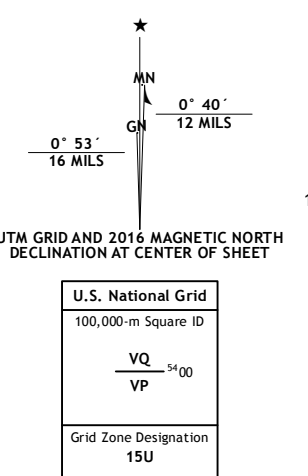 ★
MN
0° 40´
12 MILS
GN
0° 53´
16 MILS
UTM GRID AND 2016 MAGNETIC NORTH
DECLINATION AT CENTER OF SHEET
U.S. National Grid
100,000-m Square ID
VQ
5400
VP
Grid Zone Designation
15U